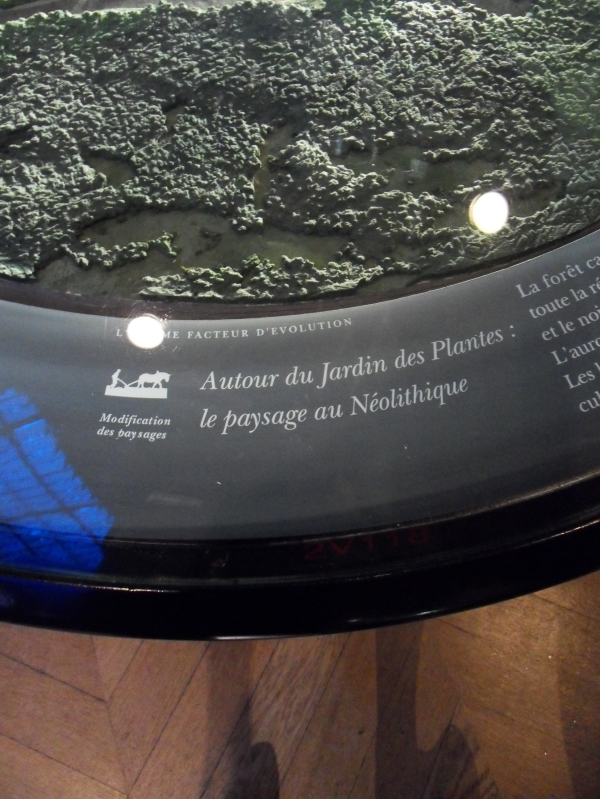 L' ME FACTEUR D'EVOLUTION
Autour du Jardin des Plantes :
le paysage au Néolithique
Modification
des paysages
La forêt ca
toute la ré
et le noi
L'auro
Les
cul